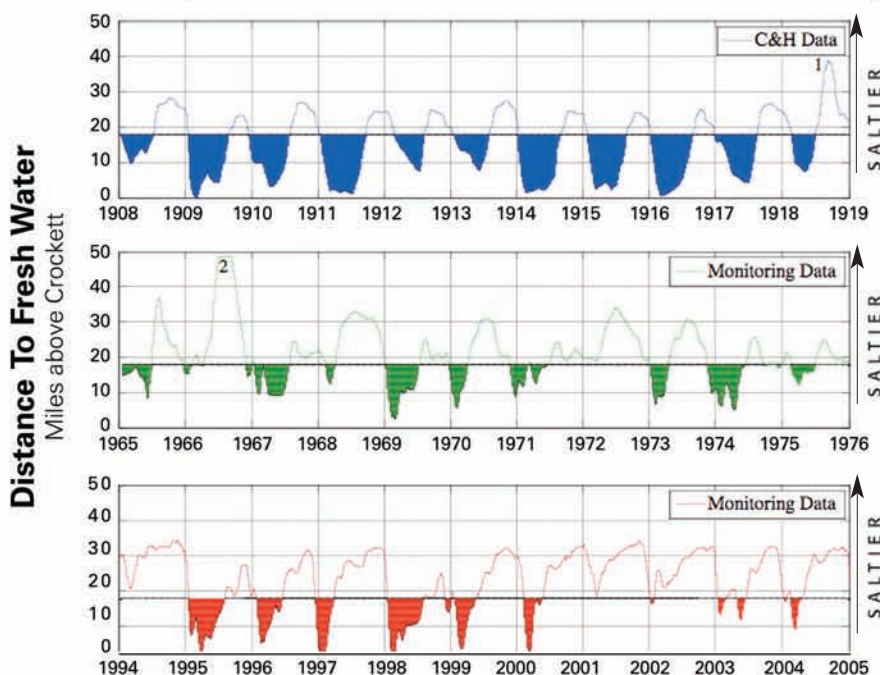 Distance To Fresh Water
Miles above Crockett
50
40
30
20
10
0
C&H Data
1
SALTIER
1908 1909 1910 1911 1912 1913 1914 1915 1916 1917 1918 1919
50
40
30
20
10
0
2
Monitoring Data
SALTIER
1965 1966 1967 1968 1969 1970 1971 1972 1973 1974 1975 1976
50
40
30
20
10
0
Monitoring Data
SALTIER
1994 1995 1996 1997 1998 1999 2000 2001 2002 2003 2004 2005